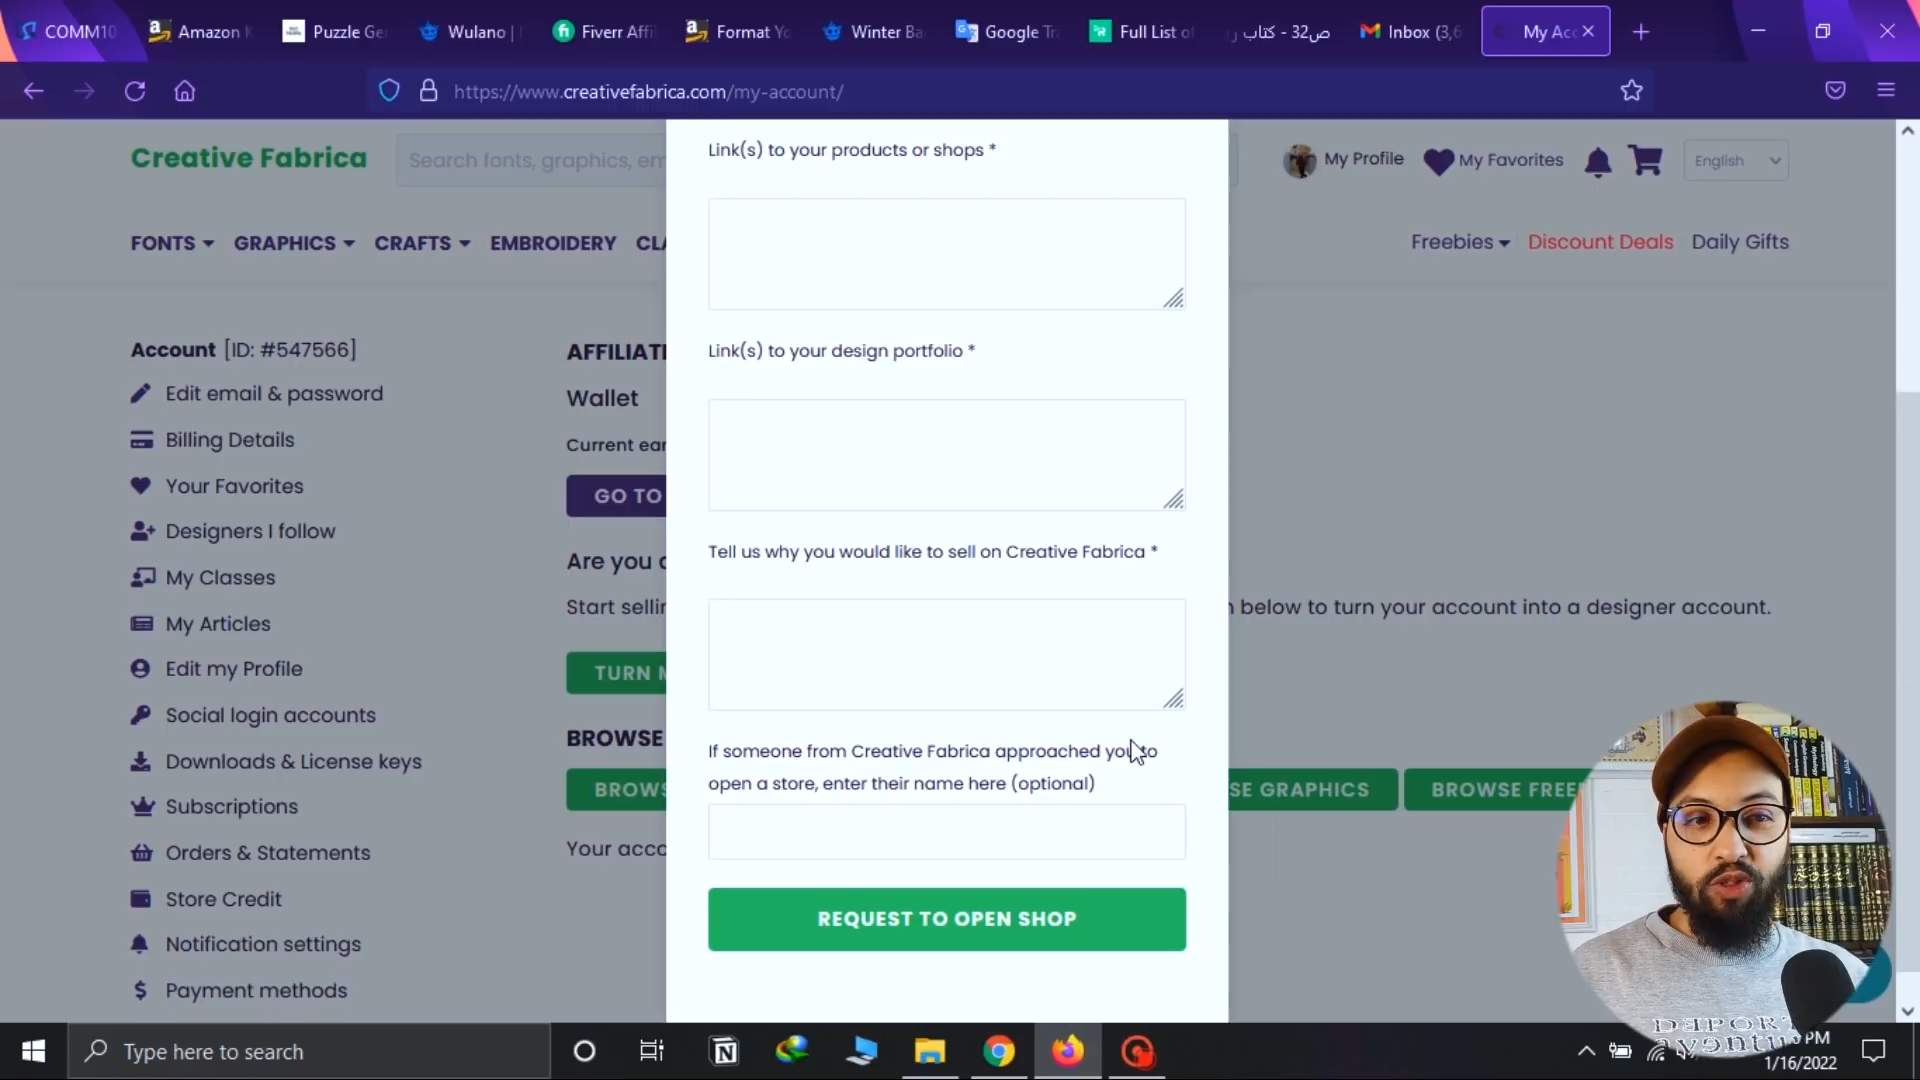 COMM10
Amazon K
Puzzle Ge
Wulano |
Fiverr Affi
Format Yo
Winter Ba
Google Tr
Full List of
ص32 - كتاب ر
Inbox (3,6
My Acc
https://www.creativefabrica.com/my-account/
Creative Fabrica
Search fonts, graphics, em
My Profile
My Favorites
English
FONTS
GRAPHICS
CRAFTS
EMBROIDERY
CLA
Freebies
Discount Deals
Daily Gifts
Account [ID: #547566]
Edit email & password
Billing Details
Your Favorites
Designers I follow
My Classes
My Articles
Edit my Profile
Social login accounts
Downloads & License keys
Subscriptions
Orders & Statements
Store Credit
Notification settings
Payment methods
AFFILIATE
Wallet
Current ear
GO TO
Are you a
Start sellin
n below to turn your account into a designer account.
TURN M
BROWSE
BROWS
SE GRAPHICS
BROWSE FREE
Your acco
Link(s) to your products or shops *
Link(s) to your design portfolio *
Tell us why you would like to sell on Creative Fabrica *
If someone from Creative Fabrica approached you to
open a store, enter their name here (optional)
REQUEST TO OPEN SHOP
Type here to search
PM
1/16/2022